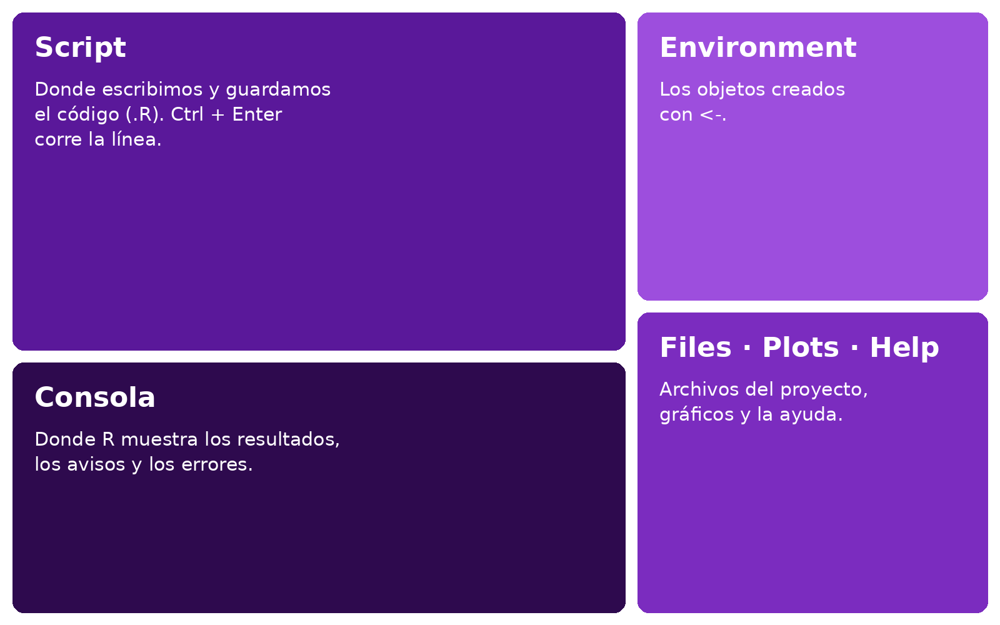 Script
Donde escribimos y guardamos
el código (.R). Ctrl + Enter
corre la línea.
Environment
Los objetos creados
con <-.
Consola
Donde R muestra los resultados,
los avisos y los errores.
Files · Plots · Help
Archivos del proyecto,
gráficos y la ayuda.